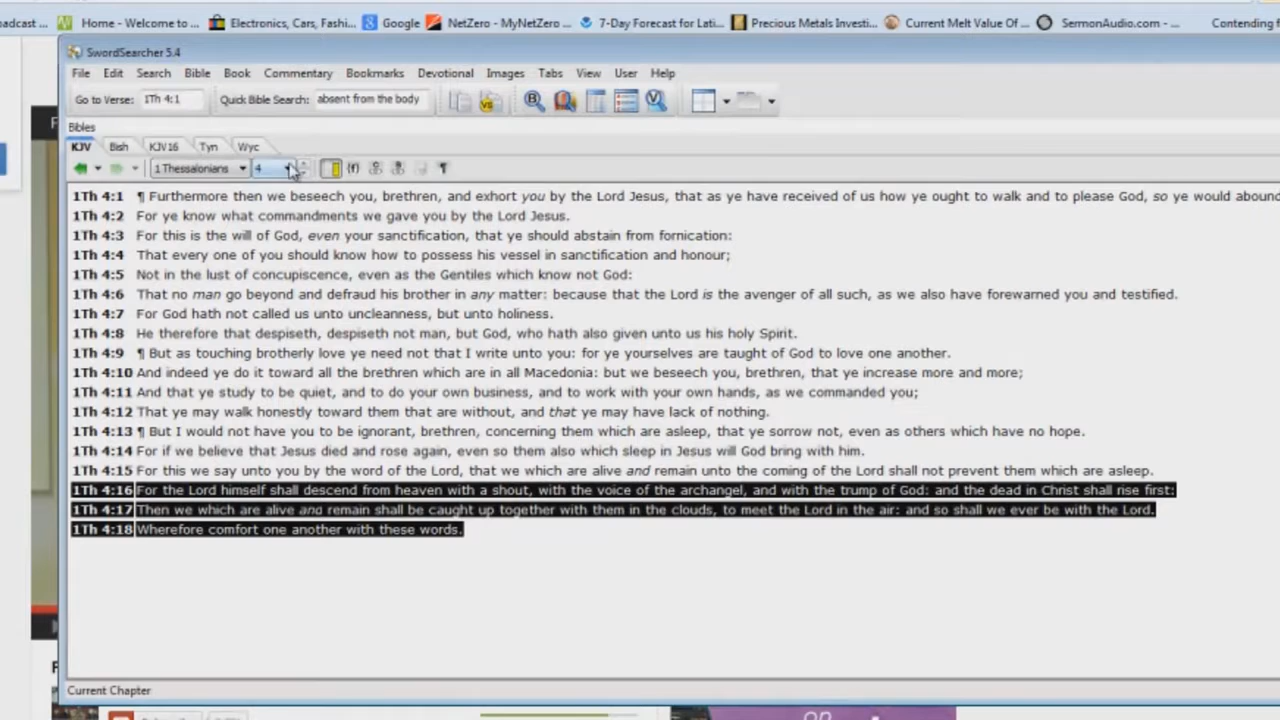 adcast ...
Home - Welcome to ...
Electronics, Cars, Fashi...
Google
NetZero - MyNetZero ...
7-Day Forecast for Lati...
Precious Metals Investi...
Current Melt Value Of ...
SermonAudio.com - ...
Contending f
SwordSearcher 5.4
File Edit Search Bible Book Commentary Bookmarks Devotional Images Tabs View User Help
Go to Verse: 1Th 4:1 Quick Bible Search: absent from the body
Bibles
KJV Bish KJV16 Tyn Wyc
1 Thessalonians 4
1Th 4:1 ¶ Furthermore then we beseech you, brethren, and exhort you by the Lord Jesus, that as ye have received of us how ye ought to walk and to please God, so ye would abound
1Th 4:2 For ye know what commandments we gave you by the Lord Jesus.
1Th 4:3 For this is the will of God, even your sanctification, that ye should abstain from fornication:
1Th 4:4 That every one of you should know how to possess his vessel in sanctification and honour;
1Th 4:5 Not in the lust of concupiscence, even as the Gentiles which know not God:
1Th 4:6 That no man go beyond and defraud his brother in any matter: because that the Lord is the avenger of all such, as we also have forewarned you and testified.
1Th 4:7 For God hath not called us unto uncleanness, but unto holiness.
1Th 4:8 He therefore that despiseth, despiseth not man, but God, who hath also given unto us his holy Spirit.
1Th 4:9 ¶ But as touching brotherly love ye need not that I write unto you: for ye yourselves are taught of God to love one another.
1Th 4:10 And indeed ye do it toward all the brethren which are in all Macedonia: but we beseech you, brethren, that ye increase more and more;
1Th 4:11 And that ye study to be quiet, and to do your own business, and to work with your own hands, as we commanded you;
1Th 4:12 That ye may walk honestly toward them that are without, and that ye may have lack of nothing.
1Th 4:13 ¶ But I would not have you to be ignorant, brethren, concerning them which are asleep, that ye sorrow not, even as others which have no hope.
1Th 4:14 For if we believe that Jesus died and rose again, even so them also which sleep in Jesus will God bring with him.
1Th 4:15 For this we say unto you by the word of the Lord, that we which are alive and remain unto the coming of the Lord shall not prevent them which are asleep.
1Th 4:16 For the Lord himself shall descend from heaven with a shout, with the voice of the archangel, and with the trump of God: and the dead in Christ shall rise first:
1Th 4:17 Then we which are alive and remain shall be caught up together with them in the clouds, to meet the Lord in the air: and so shall we ever be with the Lord.
1Th 4:18 Wherefore comfort one another with these words.
Current Chapter